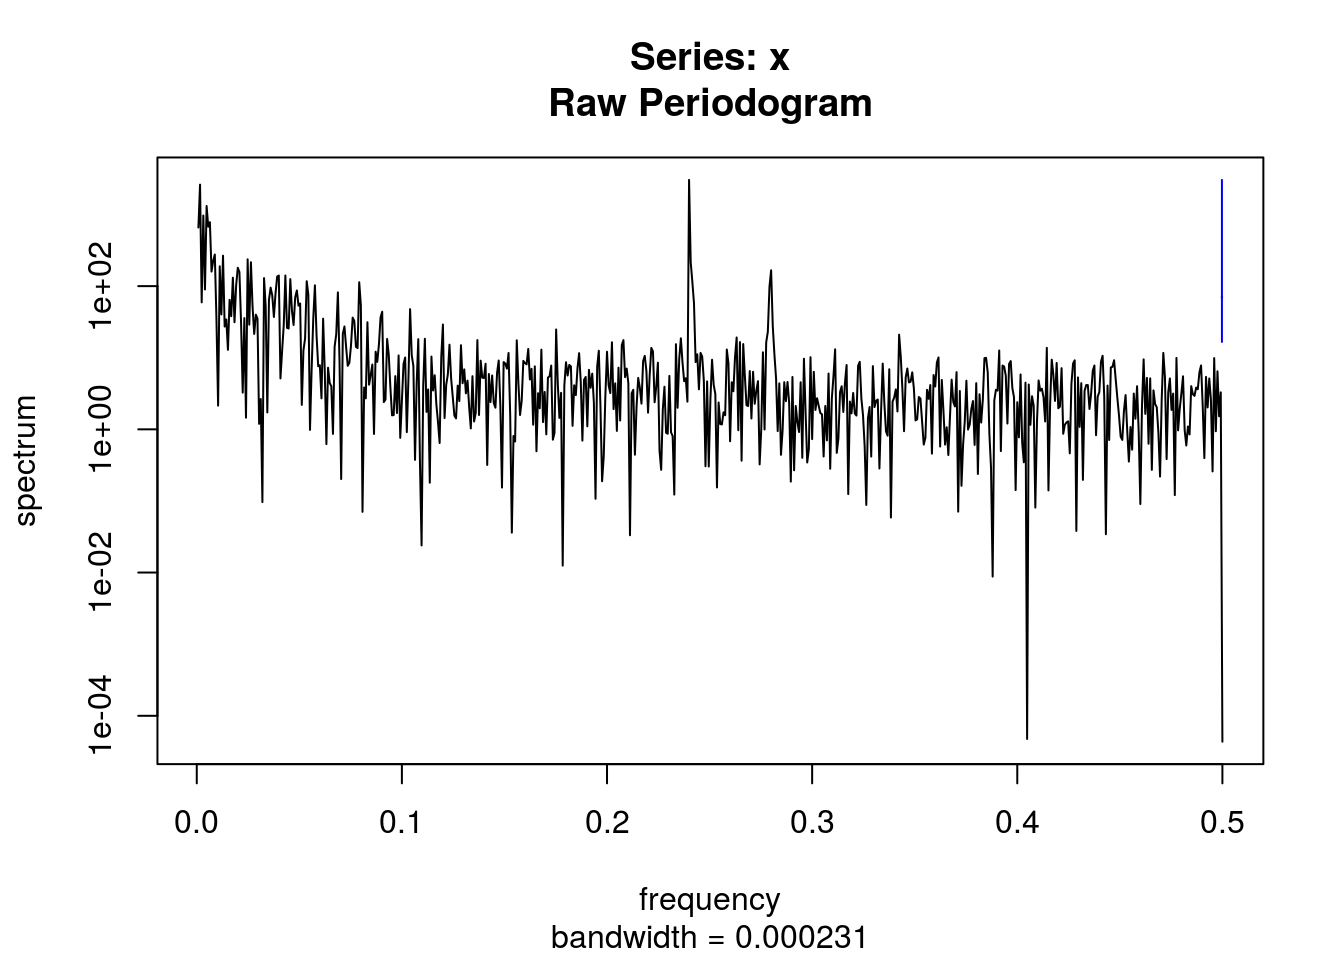 Series: x
Raw Periodogram
spectrum
1e+02
1e+00
1e-02
1e-04
0.0 0.1 0.2 0.3 0.4 0.5
frequency
bandwidth = 0.000231